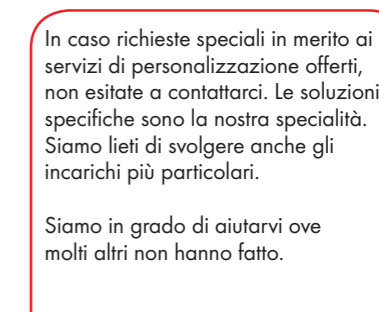 In caso richieste speciali in merito ai
servizi di personalizzazione offerti,
non esitate a contattarci. Le soluzioni
specifiche sono la nostra specialità.
Siamo lieti di svolgere anche gli
incarichi più particolari.
Siamo in grado di aiutarvi ove
molti altri non hanno fatto.